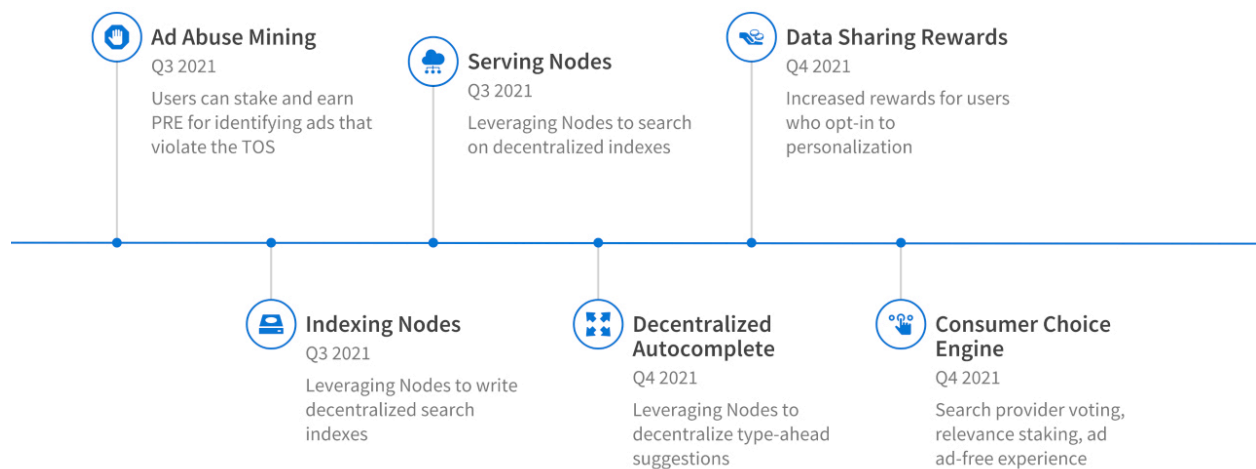 Ad Abuse Mining
Q3 2021
Users can stake and earn
PRE for identifying ads that
violate the TOS
Indexing Nodes
Q3 2021
Leveraging Nodes to write
decentralized search
indexes
Serving Nodes
Q3 2021
Leveraging Nodes to search
on decentralized indexes
Decentralized
Autocomplete
Q4 2021
Leveraging Nodes to
decentralize type-ahead
suggestions
Data Sharing Rewards
Q4 2021
Increased rewards for users
who opt-in to
personalization
Consumer Choice
Engine
Q4 2021
Search provider voting,
relevance staking, ad
ad-free experience